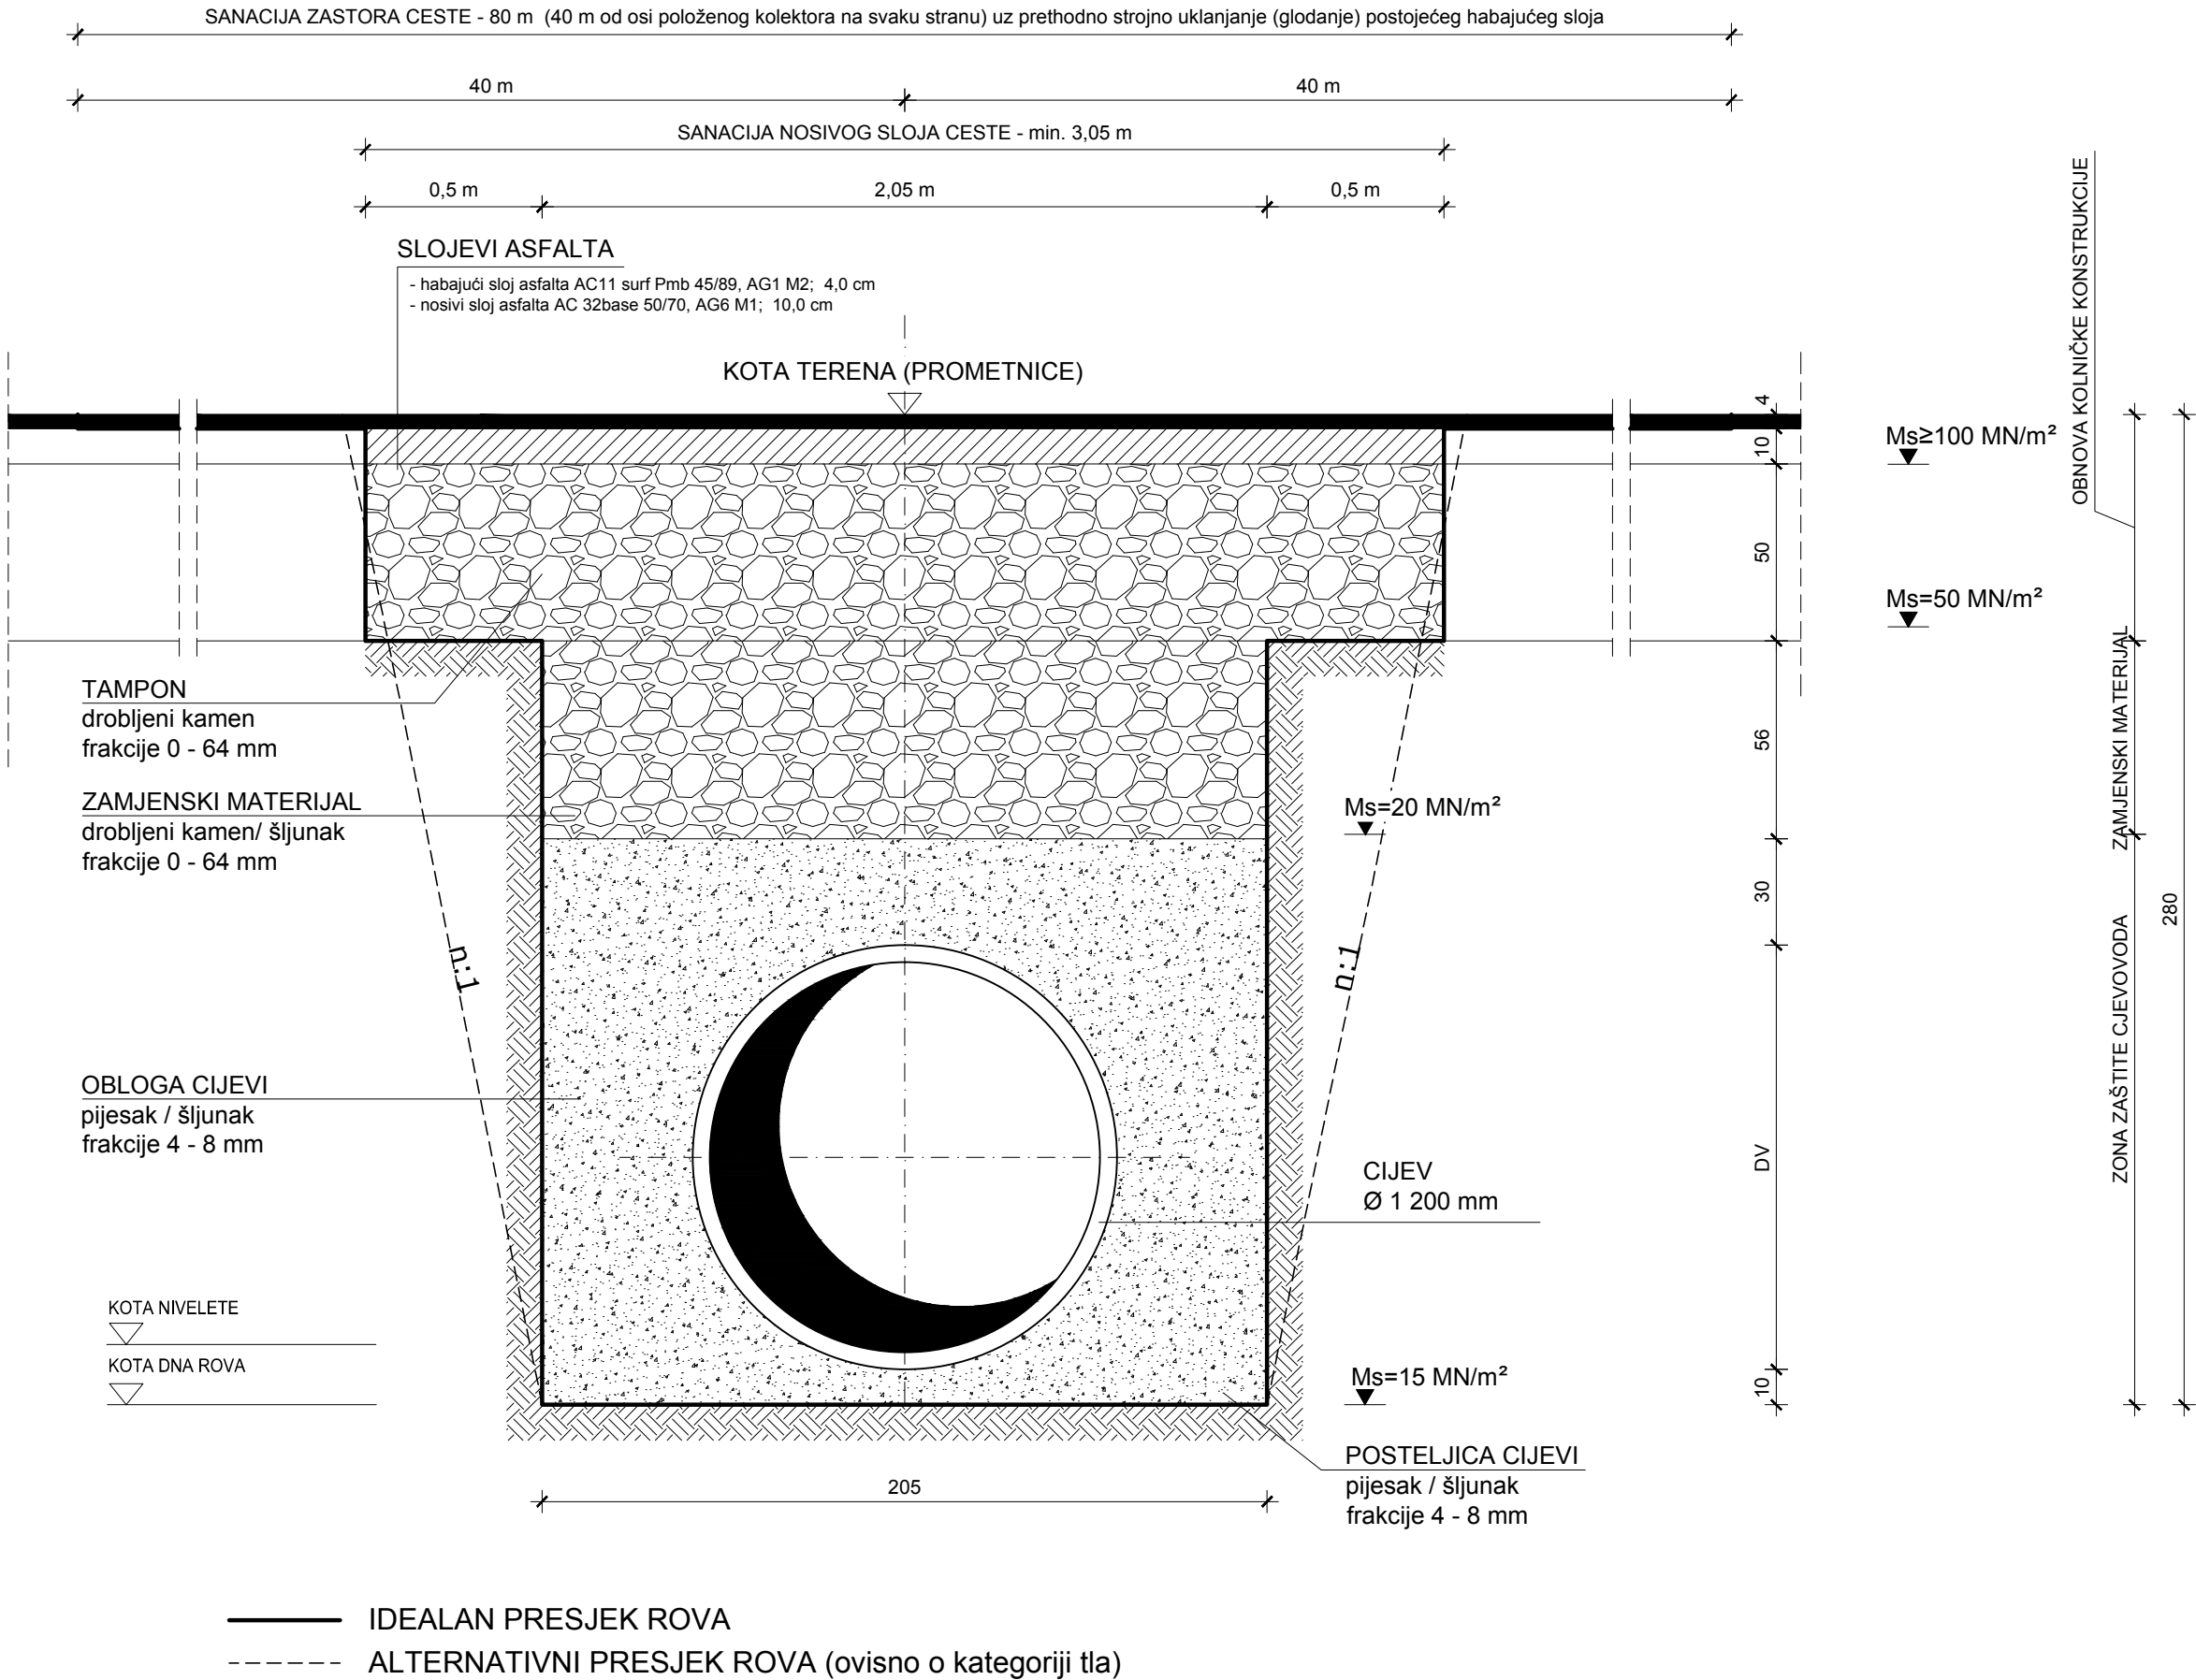 SANACIJA ZASTORA CESTE - 80 m  (40 m od osi položenog kolektora na svaku stranu) uz prethodno strojno uklanjanje (glodanje) postojećeg habajućeg sloja
40 m
40 m
SANACIJA NOSIVOG SLOJA CESTE - min. 3,05 m
0,5 m
2,05 m
0,5 m
SLOJEVI ASFALTA
- habajući sloj asfalta AC11 surf Pmb 45/89, AG1 M2;  4,0 cm
- nosivi sloj asfalta AC 32base 50/70, AG6 M1;  10,0 cm
KOTA TERENA (PROMETNICE)
4
10
50
56
30
DV
10
Ms≥100 MN/m²
Ms=50 MN/m²
OBNOVA KOLNIČKE KONSTRUKCIJE
ZAMJENSKI MATERIJAL
ZONA ZAŠTITE CJEVOVODA
280
TAMPON
drobljeni kamen
frakcije 0 - 64 mm
ZAMJENSKI MATERIJAL
drobljeni kamen/ šljunak
frakcije 0 - 64 mm
Ms=20 MN/m²
n:1
n:1
OBLOGA CIJEVI
pijesak / šljunak
frakcije 4 - 8 mm
CIJEV
Ø 1 200 mm
KOTA NIVELETE
KOTA DNA ROVA
Ms=15 MN/m²
POSTELJICA CIJEVI
pijesak / šljunak
frakcije 4 - 8 mm
205
IDEALAN PRESJEK ROVA
ALTERNATIVNI PRESJEK ROVA (ovisno o kategoriji tla)